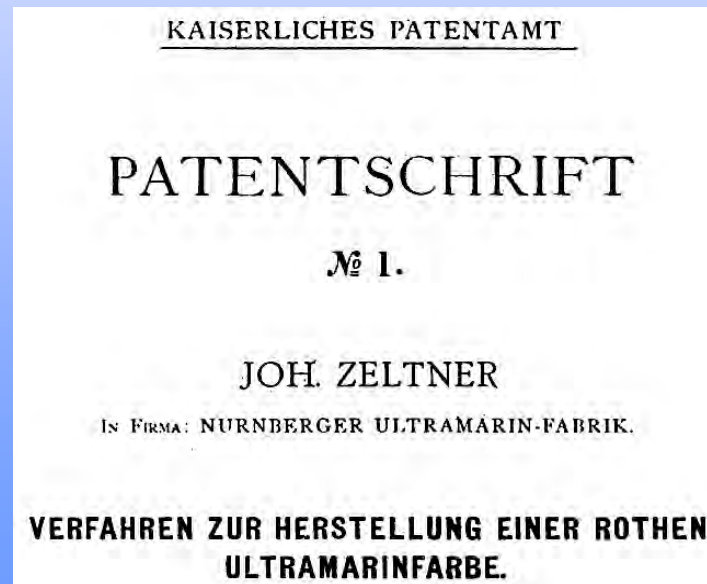 KAISERLICHES PATENTAMT
PATENTSCHRIFT
№ 1.
JOH. ZELTNER
IN FIRMA: NURNBERGER ULTRAMARIN-FABRIK.
VERFAHREN ZUR HERSTELLUNG EINER ROTHEN
ULTRAMARINFARBE.